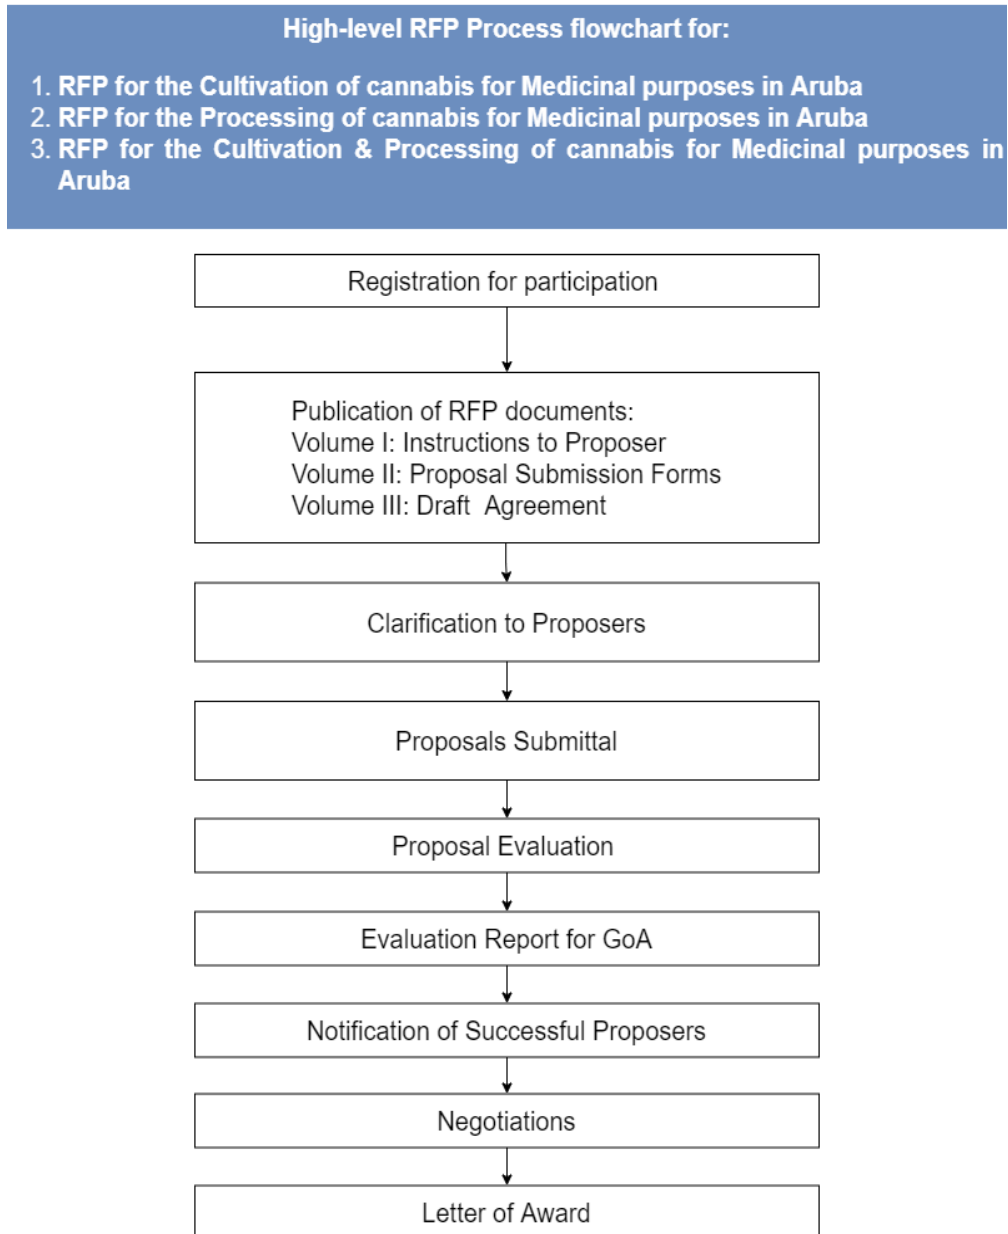 High-level RFP Process flowchart for:
1. RFP for the Cultivation of cannabis for Medicinal purposes in Aruba
2. RFP for the Processing of cannabis for Medicinal purposes in Aruba
3. RFP for the Cultivation & Processing of cannabis for Medicinal purposes in
Aruba
Registration for participation
Publication of RFP documents:
Volume I: Instructions to Proposer
Volume II: Proposal Submission Forms
Volume III: Draft Agreement
Clarification to Proposers
Proposals Submittal
Proposal Evaluation
Evaluation Report for GoA
Notification of Successful Proposers
Negotiations
Letter of Award